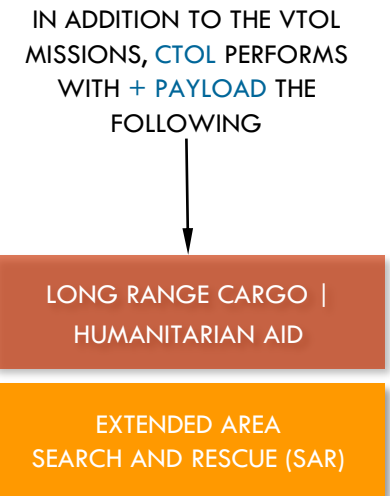 IN ADDITION TO THE VTOL
MISSIONS, CTOL PERFORMS
WITH + PAYLOAD THE
FOLLOWING
LONG RANGE CARGO |
HUMANITARIAN AID
EXTENDED AREA
SEARCH AND RESCUE (SAR)